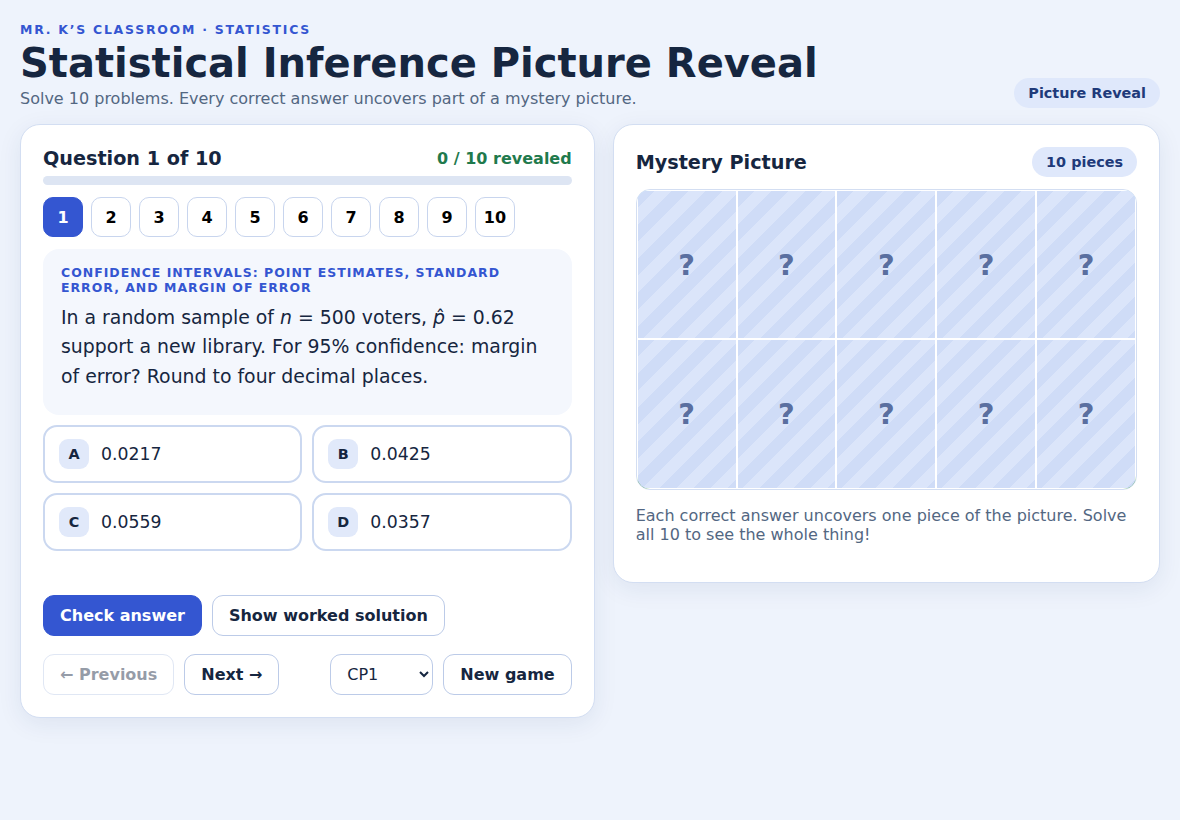 MR. K’S CLASSROOM · STATISTICS
Statistical Inference Picture Reveal
Solve 10 problems. Every correct answer uncovers part of a mystery picture.
Picture Reveal
Question 1 of 10
0 / 10 revealed
1 2 3 4 5 6 7 8 9 10
CONFIDENCE INTERVALS: POINT ESTIMATES, STANDARD
ERROR, AND MARGIN OF ERROR
In a random sample of n = 500 voters, p̂ = 0.62
support a new library. For 95% confidence: margin
of error? Round to four decimal places.
A 0.0217
B 0.0425
C 0.0559
D 0.0357
Check answer
Show worked solution
← Previous
Next →
CP1
New game
Mystery Picture
10 pieces
? ? ? ? ?
? ? ? ? ?
Each correct answer uncovers one piece of the picture. Solve
all 10 to see the whole thing!